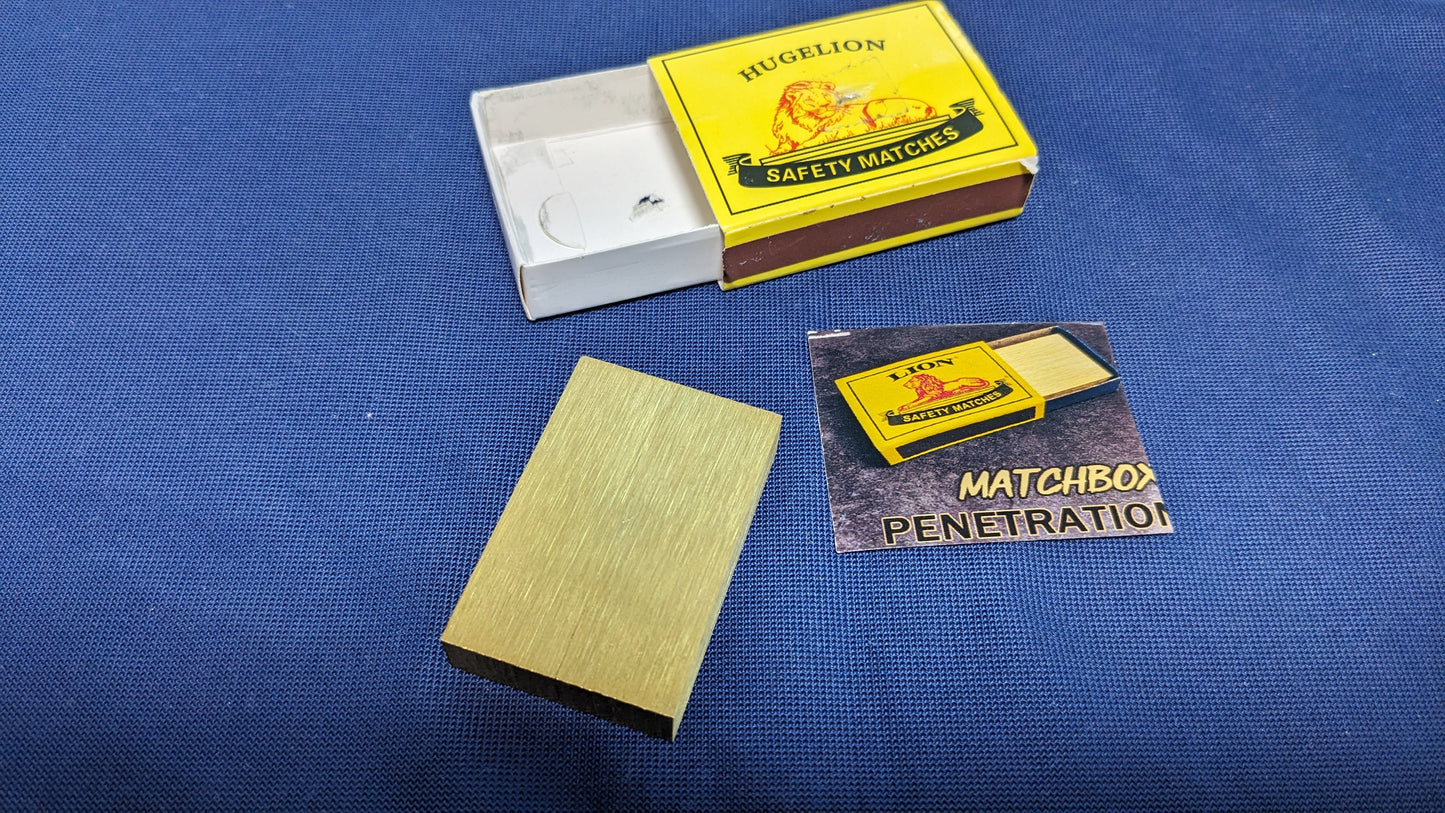 HUGELION
SAFETY MATCHES
LION
SAFETY MATCHES
MATCHBOX
PENETRATION